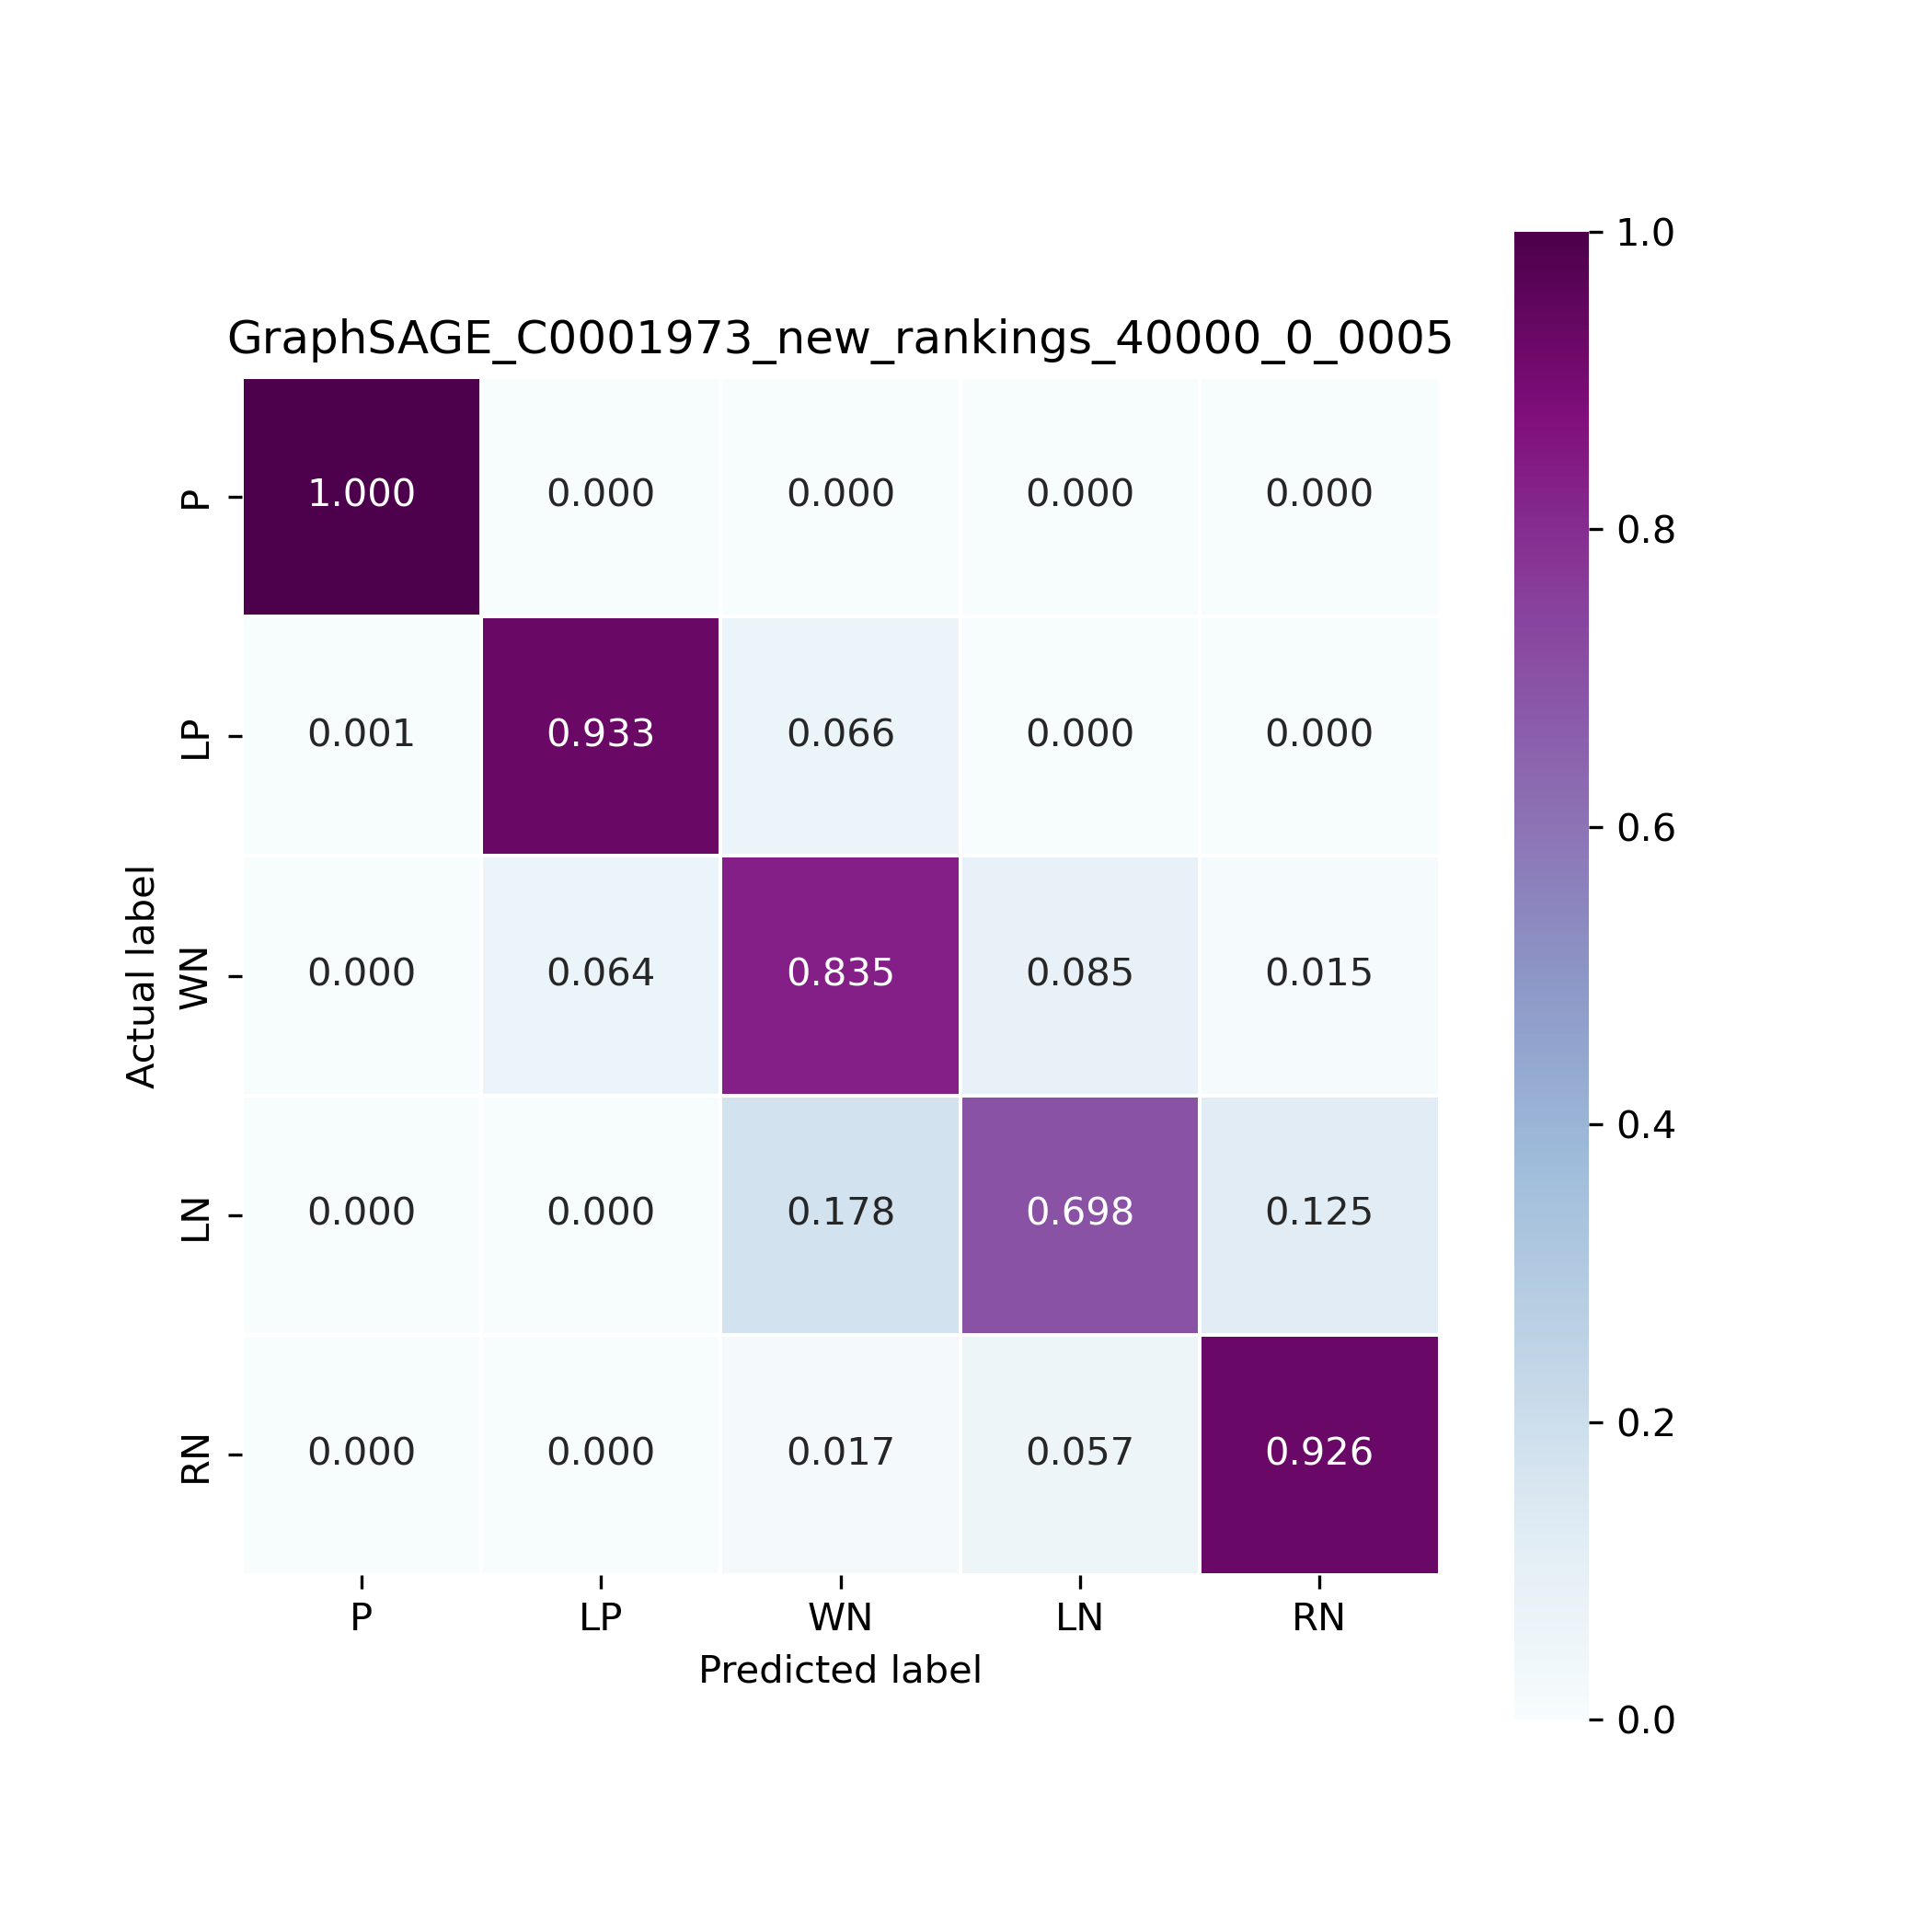 GraphSAGE_C0001973_new_rankings_40000_0_0005
Actual label
P 1.000 0.000 0.000 0.000 0.000
LP 0.001 0.933 0.066 0.000 0.000
WN 0.000 0.064 0.835 0.085 0.015
LN 0.000 0.000 0.178 0.698 0.125
RN 0.000 0.000 0.017 0.057 0.926
P LP WN LN RN
Predicted label
1.0
0.8
0.6
0.4
0.2
0.0